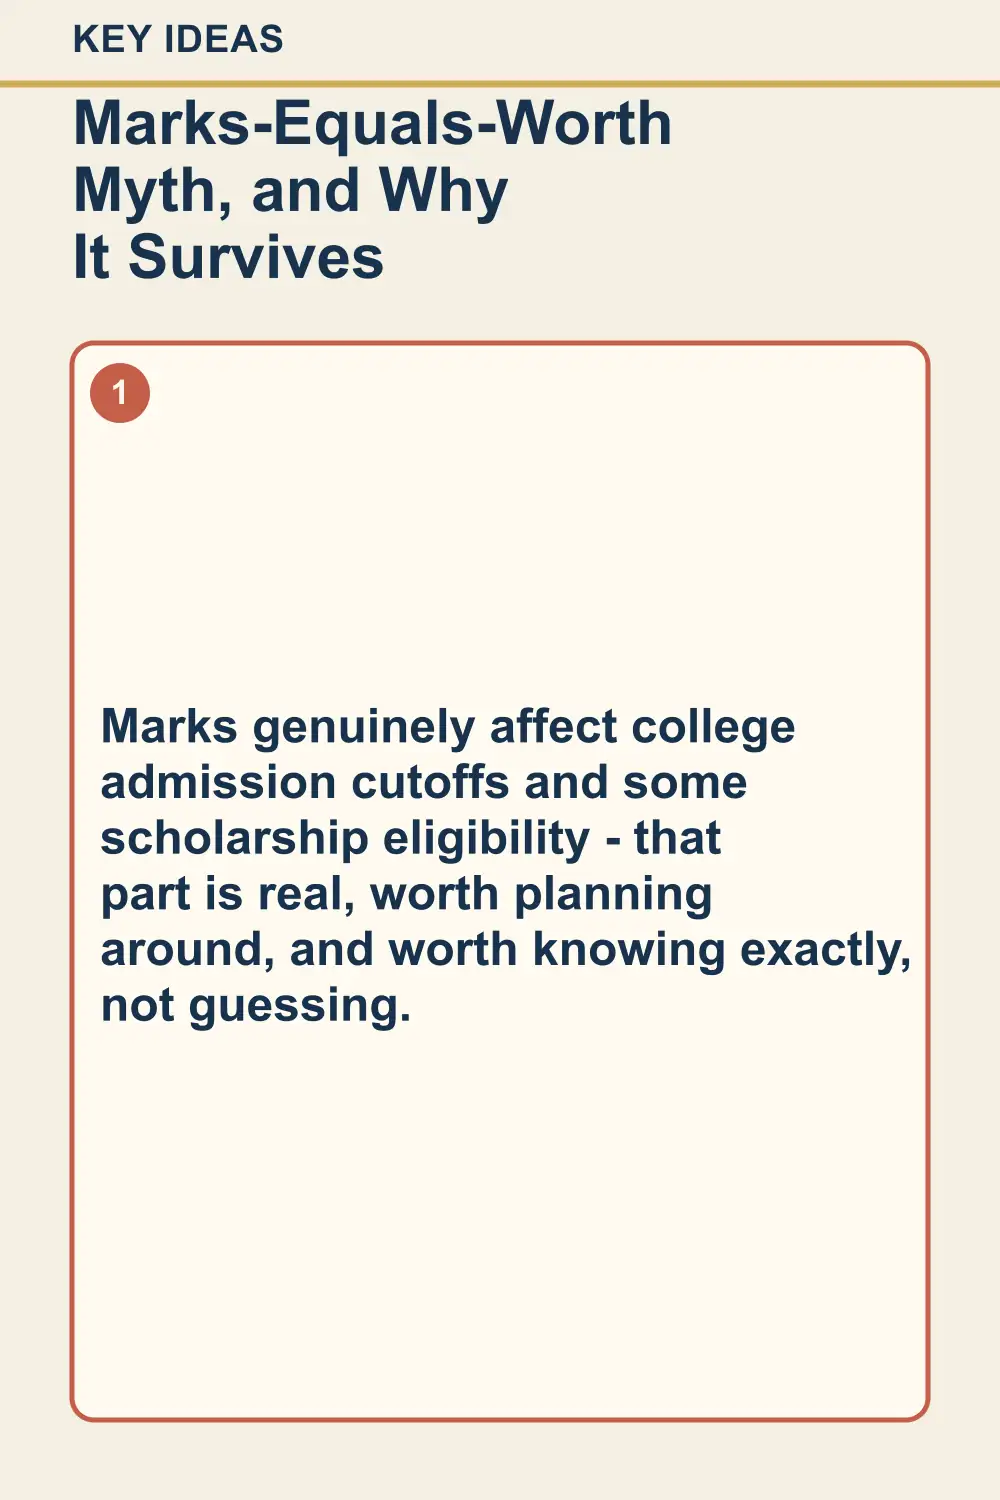 KEY IDEAS
Marks-Equals-Worth
Myth, and Why
It Survives
1
Marks genuinely affect college
admission cutoffs and some
scholarship eligibility - that
part is real, worth planning
around, and worth knowing exactly,
not guessing.